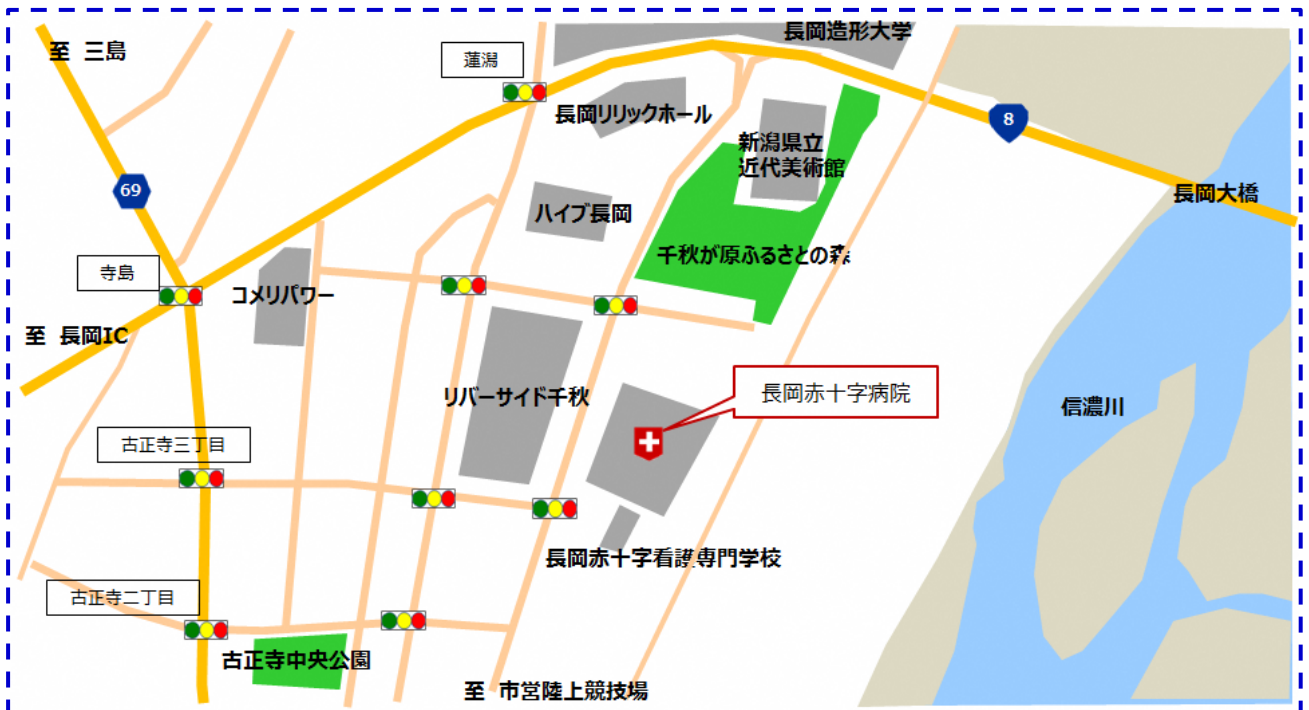 長岡造形大学
至 三島
蓮潟
長岡リリックホール
8
新潟県立
近代美術館
69
長岡大橋
ハイブ長岡
千秋が原ふるさとの森
寺島
コメリパワー
至 長岡IC
リバーサイド千秋
長岡赤十字病院
信濃川
古正寺三丁目
長岡赤十字看護専門学校
古正寺二丁目
古正寺中央公園
至 市営陸上競技場